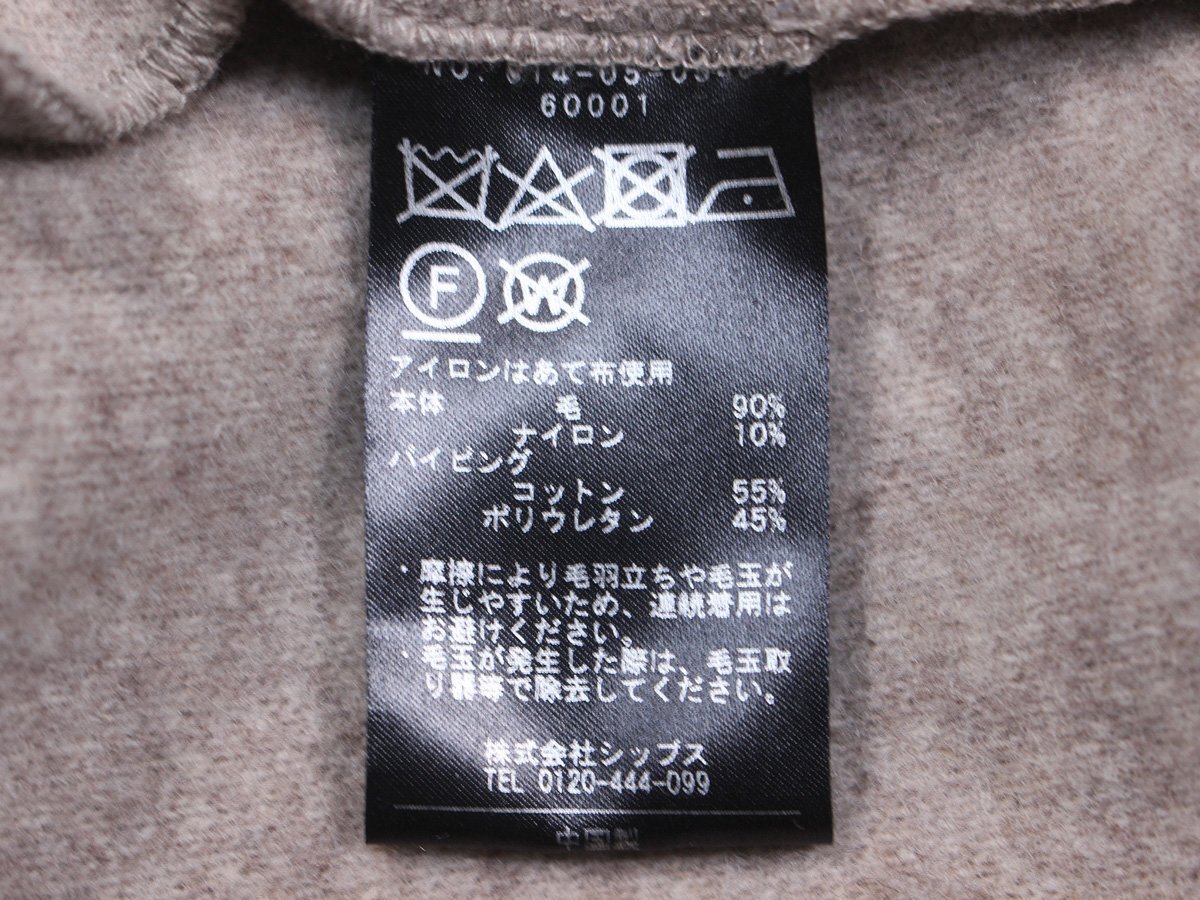 60001
F
W
アイロンはあて布使用
本体 毛 90%
ナイロン 10%
パイピング
コットン 55%
ポリウレタン 45%
・摩擦により毛羽立ちや毛玉が
生じやすいため、連続着用は
お避けください。
・毛玉が発生した際は、毛玉取
り器等で除去してください。
株式会社シップス
TEL 0120-444-099
中国製